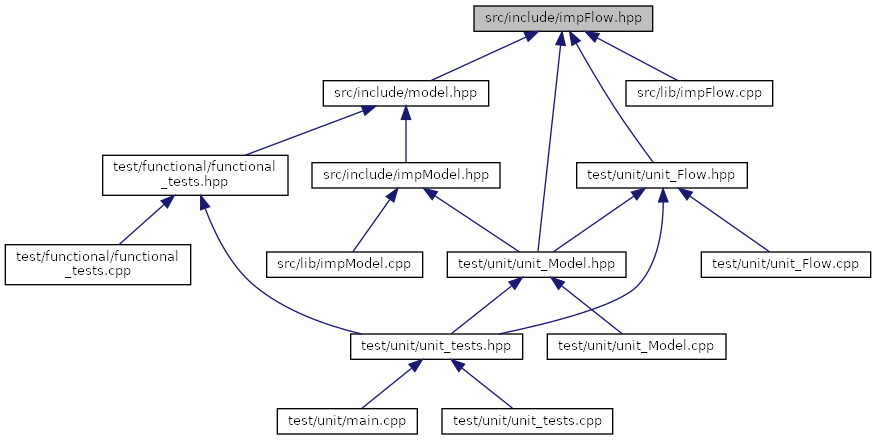 src/include/impFlow.hpp
src/include/model.hpp
src/lib/impFlow.cpp
test/functional/functional
_tests.hpp
src/include/impModel.hpp
test/unit/unit_Flow.hpp
test/functional/functional
_tests.cpp
src/lib/impModel.cpp
test/unit/unit_Model.hpp
test/unit/unit_Flow.cpp
test/unit/unit_tests.hpp
test/unit/unit_Model.cpp
test/unit/main.cpp
test/unit/unit_tests.cpp